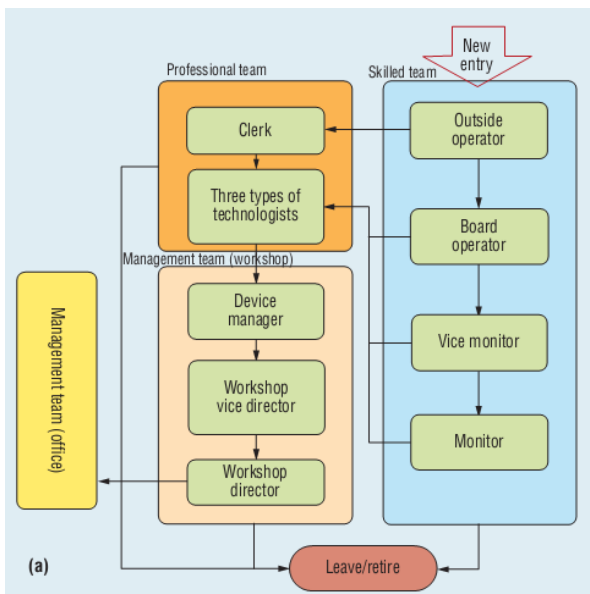 New
entry
Professional team
Skilled team
Clerk
Outside
operator
Three types of
technologists
Board
operator
Management team (workshop)
Device
manager
Vice monitor
Management team (office)
Workshop
vice director
Monitor
Workshop
director
(a)
Leave/retire